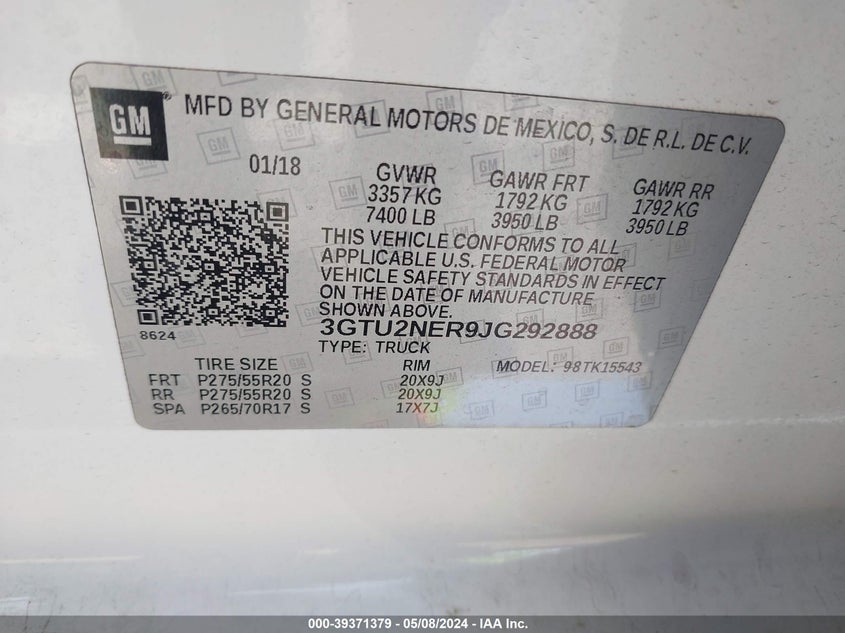 GM
MFD BY GENERAL MOTORS DE MEXICO, S. DE R.L. DE C.V.
01/18
GVWR
3357 KG
7400 LB
GAWR FRT
1792 KG
3950 LB
GAWR RR
1792 KG
3950 LB
THIS VEHICLE CONFORMS TO ALL
APPLICABLE U.S. FEDERAL MOTOR
VEHICLE SAFETY STANDARDS IN EFFECT
ON THE DATE OF MANUFACTURE
SHOWN ABOVE.
8624
3GTU2NER9JG292888
TYPE: TRUCK
MODEL: 98TK15543
TIRE SIZE RIM
FRT P275/55R20 S 20X9J
RR P275/55R20 S 20X9J
SPA P265/70R17 S 17X7J
000-39371379 - 05/08/2024 - IAA Inc.